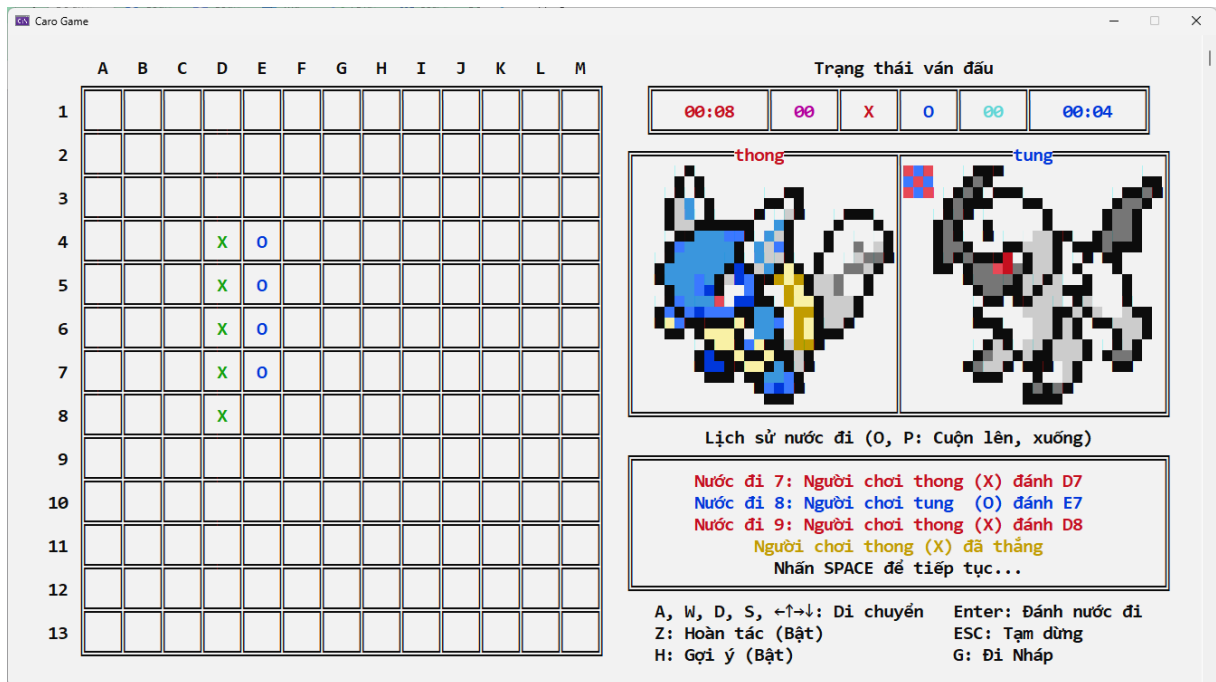 Caro Game
A B C D E F G H I J K L M
1
2
3
4 X O
5 X O
6 X O
7 X O
8 X
9
10
11
12
13
Trạng thái ván đấu
00:08 00 X O 00 00:04
thong tung
Lịch sử nước đi (O, P: Cuộn lên, xuống)
Nước đi 7: Người chơi thong (X) đánh D7
Nước đi 8: Người chơi tung (O) đánh E7
Nước đi 9: Người chơi thong (X) đánh D8
Người chơi thong (X) đã thắng
Nhấn SPACE để tiếp tục...
A, W, D, S, ←↑→↓: Di chuyển Enter: Đánh nước đi
Z: Hoàn tác (Bật) ESC: Tạm dừng
H: Gợi ý (Bật) G: Đi Nháp